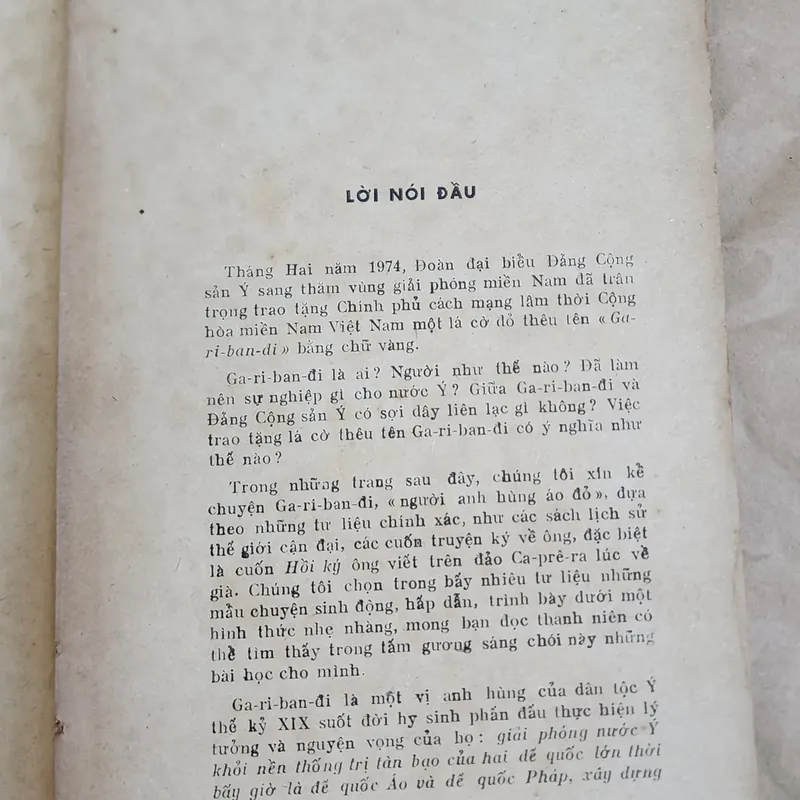 LỜI NÓI ĐẦU
Tháng Hai năm 1974, Đoàn đại biểu Đảng Cộng
sản Ý sang thăm vùng giải phóng miền Nam đã trân
trọng trao tặng Chính phủ cách mạng lâm thời Cộng
hòa miền Nam Việt Nam một lá cờ đỏ thêu tên « Ga-
ri-ban-di » bằng chữ vàng.
Ga-ri-ban-đi là ai ? Người như thế nào ? Đã làm
nên sự nghiệp gì cho nước Ý ? Giữa Ga-ri-ban-đi và
Đảng Cộng sản Ý có sợi dây liên lạc gì không ? Việc
trao tặng lá cờ thêu tên Ga-ri-ban-đi có ý nghĩa như
thế nào ?
Trong những trang sau đây, chúng tôi xin kể
chuyện Ga-ri-ban-đi, « người anh hùng áo đỏ », dựa
theo những tư liệu chính xác, như các sách lịch sử
thế giới cận đại, các cuốn truyện ký về ông, đặc biệt
là cuốn Hồi ký ông viết trên đảo Ca-prê-ra lúc về
già. Chúng tôi chọn trong bấy nhiêu tư liệu những
mẩu chuyện sinh động, hấp dẫn, trình bày dưới một
hình thức nhẹ nhàng, mong bạn đọc thanh niên có
thể tìm thấy trong tấm gương sáng chói này những
bài học cho mình.
Ga-ri-ban-đi là một vị anh hùng của dân tộc Ý
thế kỷ XIX suốt đời hy sinh phấn đấu thực hiện lý
tưởng và nguyện vọng của họ : giải phóng nước Ý
khỏi nền thống trị tàn bạo của hai đế quốc lớn thời
bấy giờ là đế quốc Áo và đế quốc Pháp, xây dựng